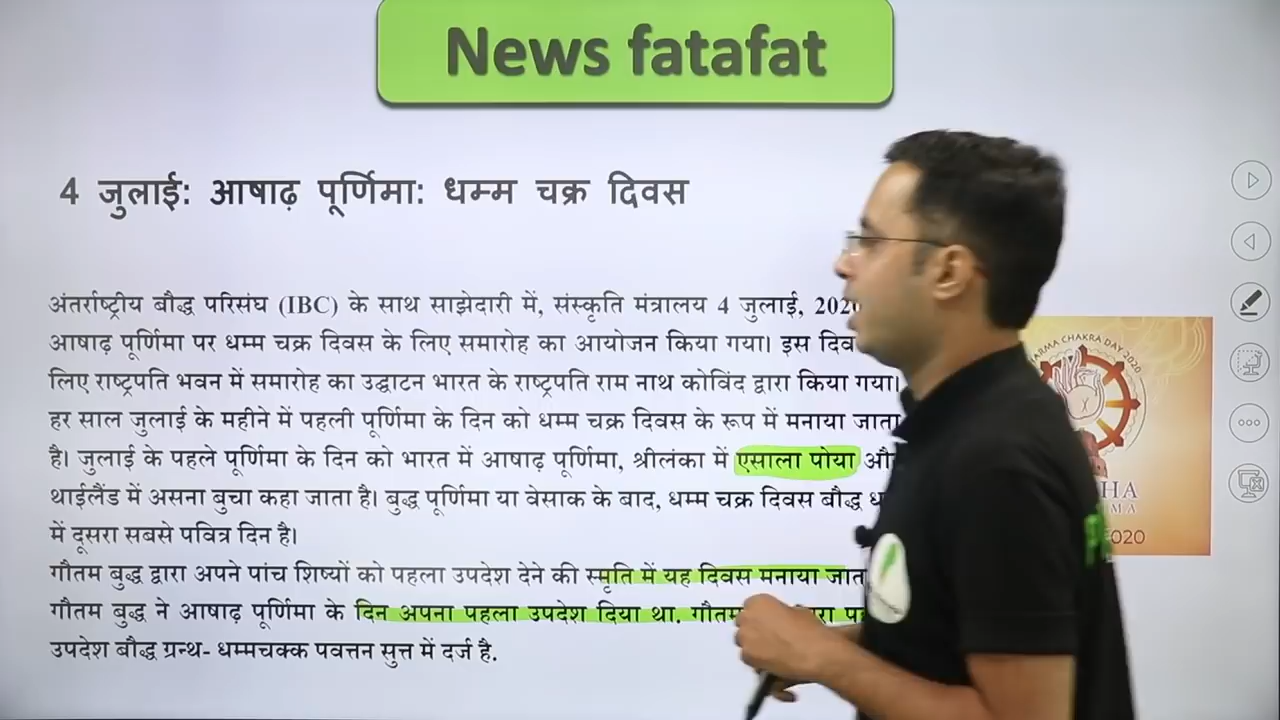 News fatafat
4 जुलाई: आषाढ़ पूर्णिमा: धम्म चक्र दिवस
अंतर्राष्ट्रीय बौद्ध परिसंघ (IBC) के साथ साझेदारी में, संस्कृति मंत्रालय 4 जुलाई,
आषाढ़ पूर्णिमा पर धम्म चक्र दिवस के लिए समारोह का आयोजन किया गया। इस
लिए राष्ट्रपति भवन में समारोह का उद्घाटन भारत के राष्ट्रपति राम नाथ कोविंद द्वारा किया गया।
हर साल जुलाई के महीने में पहली पूर्णिमा के दिन को धम्म चक्र दिवस के रूप में मनाया जाता
है। जुलाई के पहले पूर्णिमा के दिन को भारत में आषाढ़ पूर्णिमा, श्रीलंका में एसाला पोया
थाईलैंड में असना बुचा कहा जाता है। बुद्ध पूर्णिमा या वेसाक के बाद, धम्म चक्र दिवस बौद्ध
में दूसरा सबसे पवित्र दिन है।
गौतम बुद्ध द्वारा अपने पांच शिष्यों को पहला उपदेश देने की स्मृति में यह दिवस मनाया
गौतम बुद्ध ने आषाढ़ पूर्णिमा के दिन अपना पहला उपदेश दिया था. गौतम
उपदेश बौद्ध ग्रन्थ- धम्मचक्क पवत्तन सुत्त में दर्ज है.
CHAKRA DAY 2020